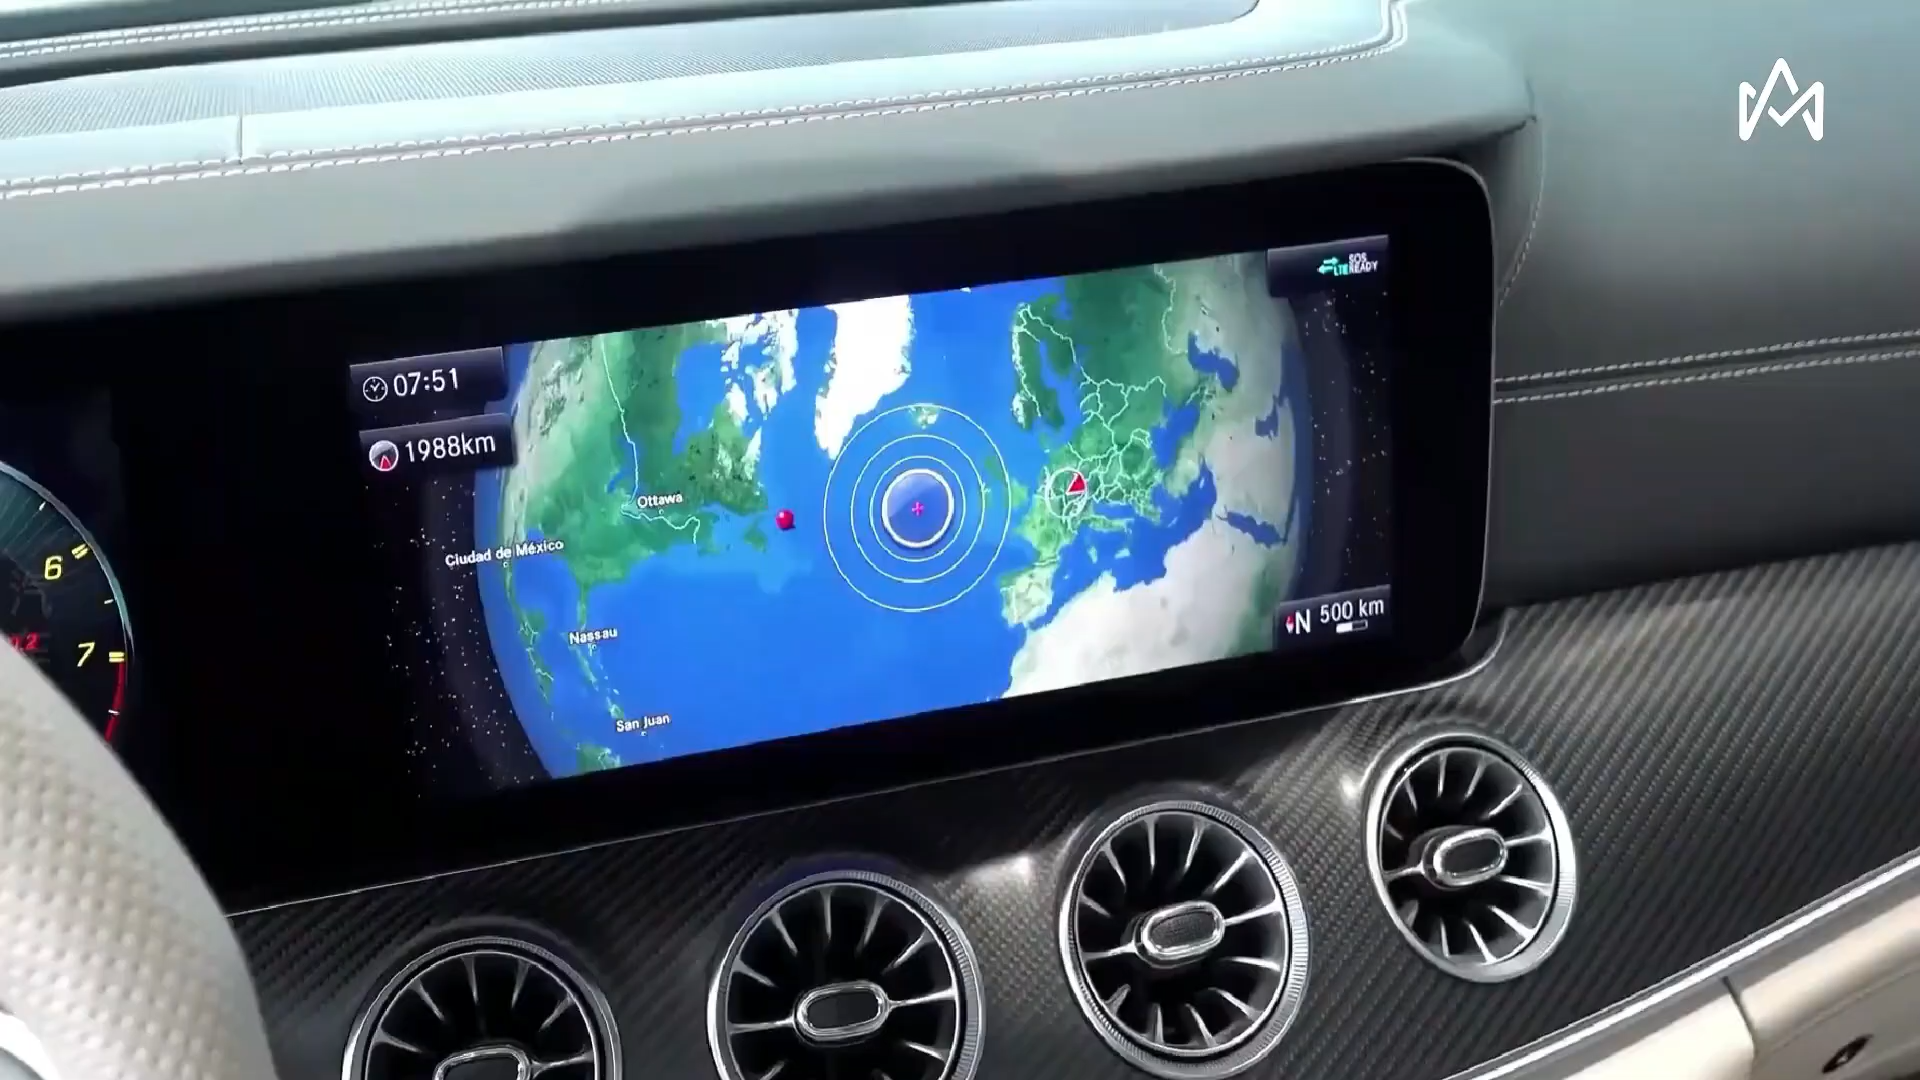 SOS
LTE READY
07:51
1988km
Ottawa
Ciudad de México
Nassau
San Juan
N 500 km
6
7